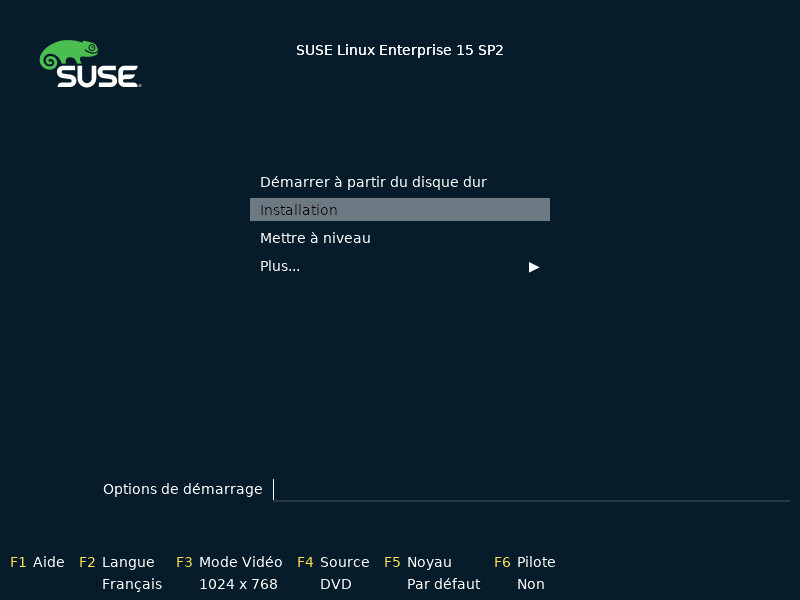 SUSE
SUSE Linux Enterprise 15 SP2
Démarrer à partir du disque dur
Installation
Mettre à niveau
Plus...
Options de démarrage
F1 Aide F2 Langue F3 Mode Vidéo F4 Source F5 Noyau F6 Pilote
Français 1024 x 768 DVD Par défaut Non